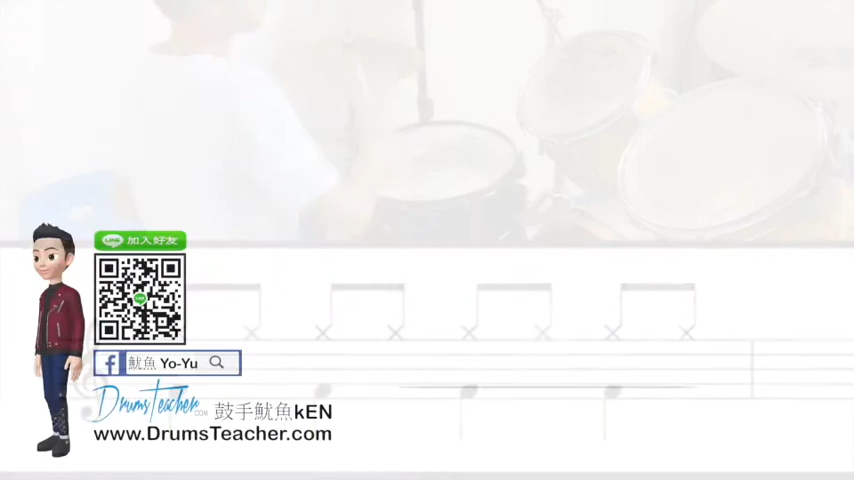 LINE 加入好友
魷魚 Yo-Yu
DrumsTeacher.COM 鼓手魷魚kEN
www.DrumsTeacher.com